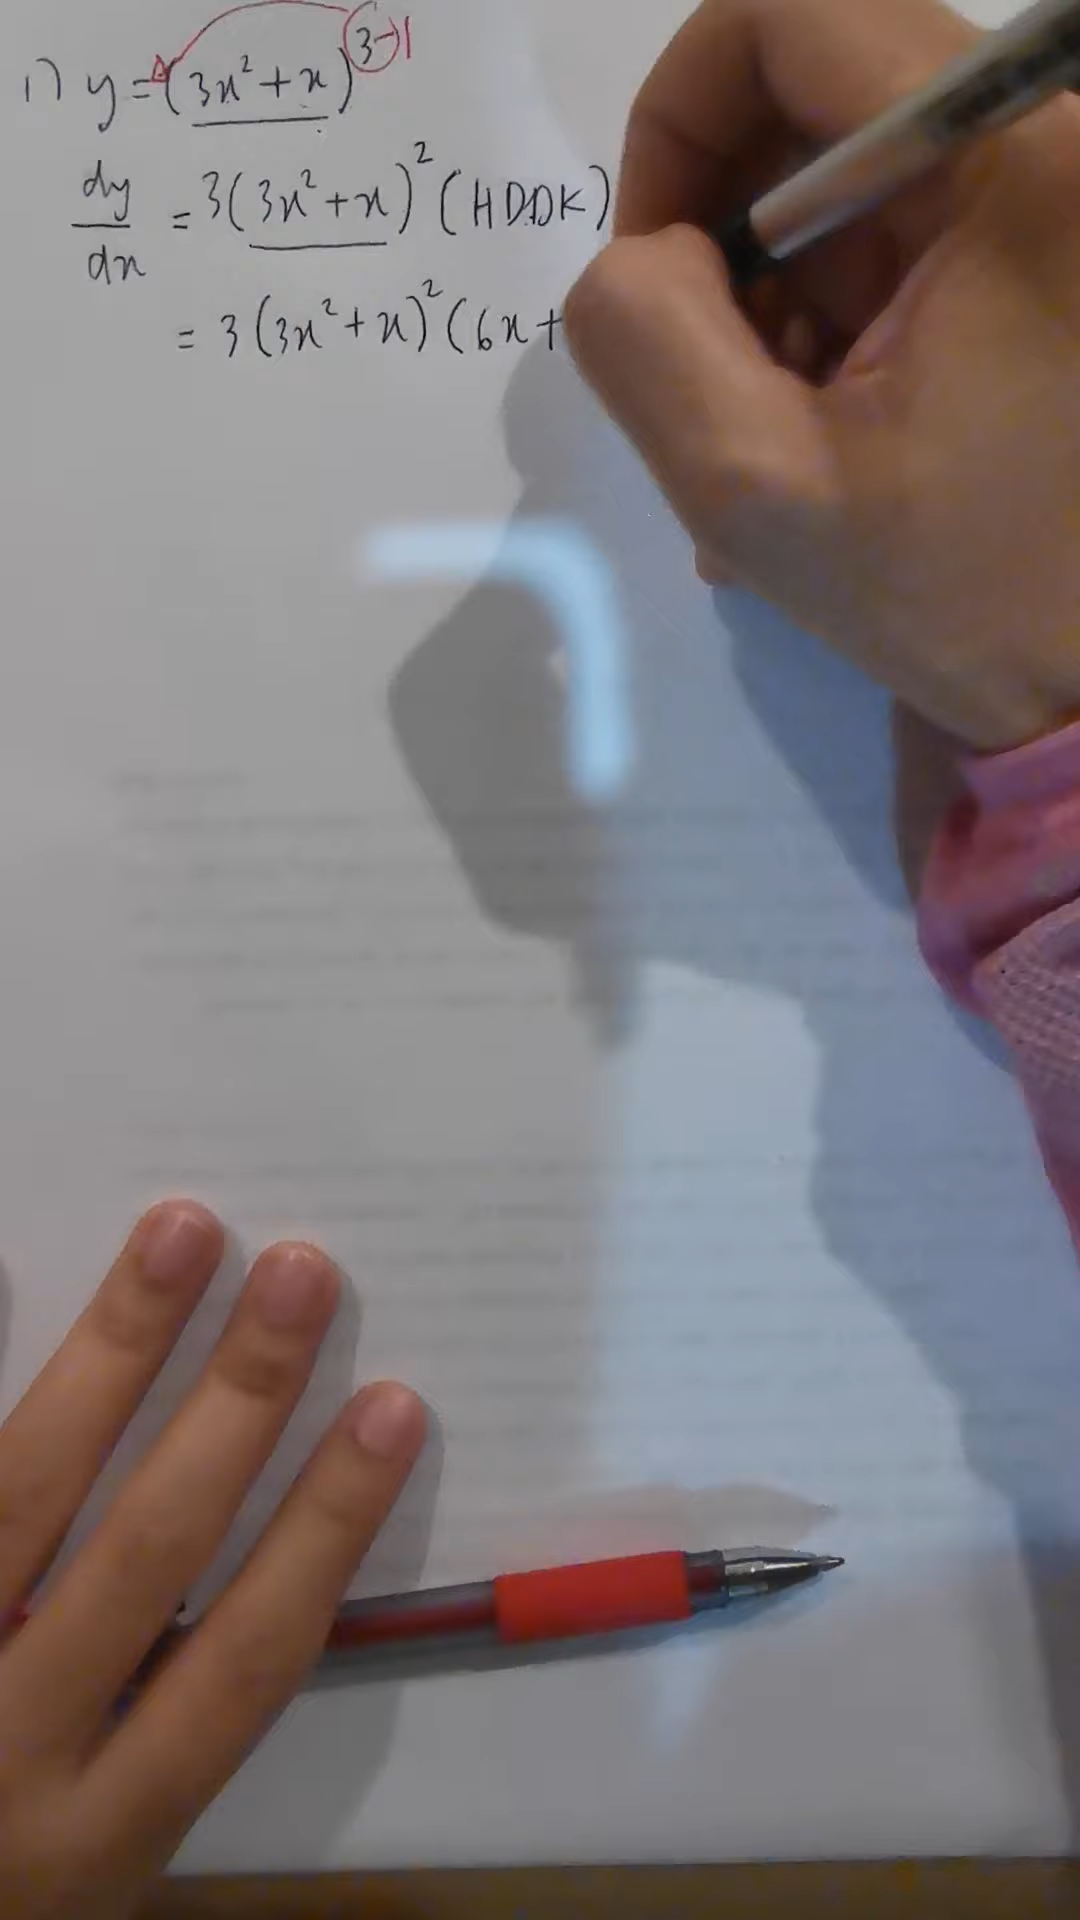 1) y = (3x² + x)³⁻¹
dy/dx = 3(3x² + x)² (HDDK)
= 3(3x² + x)² (6x +